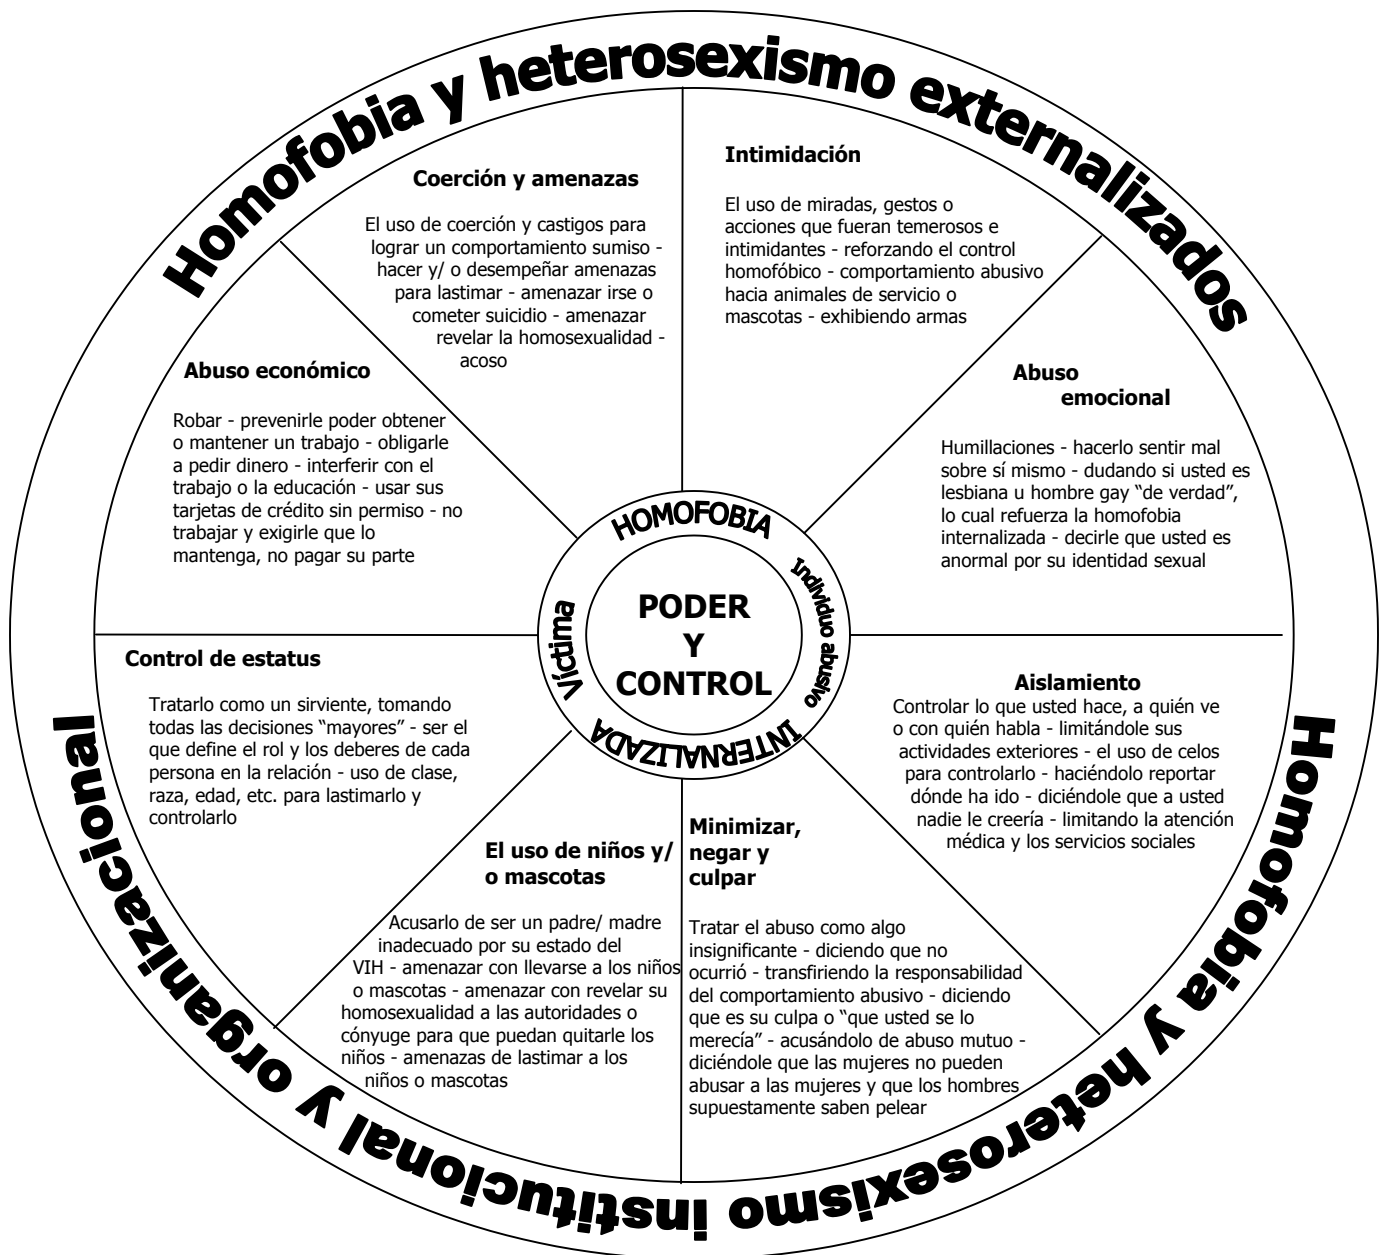 Homofobia y heterosexismo externalizados
Coerción y amenazas
El uso de coerción y castigos para
lograr un comportamiento sumiso -
hacer y/ o desempeñar amenazas
para lastimar - amenazar irse o
cometer suicidio - amenazar
revelar la homosexualidad -
acoso
Intimidación
El uso de miradas, gestos o
acciones que fueran temerosos e
intimidantes - reforzando el control
homofóbico - comportamiento abusivo
hacia animales de servicio o
mascotas - exhibiendo armas
Abuso económico
Robar - prevenirle poder obtener
o mantener un trabajo - obligarle
a pedir dinero - interferir con el
trabajo o la educación - usar sus
tarjetas de crédito sin permiso - no
trabajar y exigirle que lo
mantenga, no pagar su parte
Abuso
emocional
Humillaciones - hacerlo sentir mal
sobre sí mismo - dudando si usted es
lesbiana u hombre gay “de verdad”,
lo cual refuerza la homofobia
internalizada - decirle que usted es
anormal por su identidad sexual
HOMOFOBIA
Individuo abusivo
INTERNALIZADA
Víctima
PODER
Y
CONTROL
Control de estatus
Tratarlo como un sirviente, tomando
todas las decisiones “mayores” - ser el
que define el rol y los deberes de cada
persona en la relación - uso de clase,
raza, edad, etc. para lastimarlo y
controlarlo
Aislamiento
Controlar lo que usted hace, a quién ve
o con quién habla - limitándole sus
actividades exteriores - el uso de celos
para controlarlo - haciéndolo reportar
dónde ha ido - diciéndole que a usted
nadie le creería - limitando la atención
médica y los servicios sociales
El uso de niños y/
o mascotas
Acusarlo de ser un padre/ madre
inadecuado por su estado del
VIH - amenazar con llevarse a los niños
o mascotas - amenazar con revelar su
homosexualidad a las autoridades o
cónyuge para que puedan quitarle los
niños - amenazas de lastimar a los
niños o mascotas
Minimizar,
negar y
culpar
Tratar el abuso como algo
insignificante - diciendo que no
ocurrió - transfiriendo la responsabilidad
del comportamiento abusivo - diciendo
que es su culpa o “que usted se lo
merecía” - acusándolo de abuso mutuo -
diciéndole que las mujeres no pueden
abusar a las mujeres y que los hombres
supuestamente saben pelear
Homofobia y heterosexismo institucional y organizacional